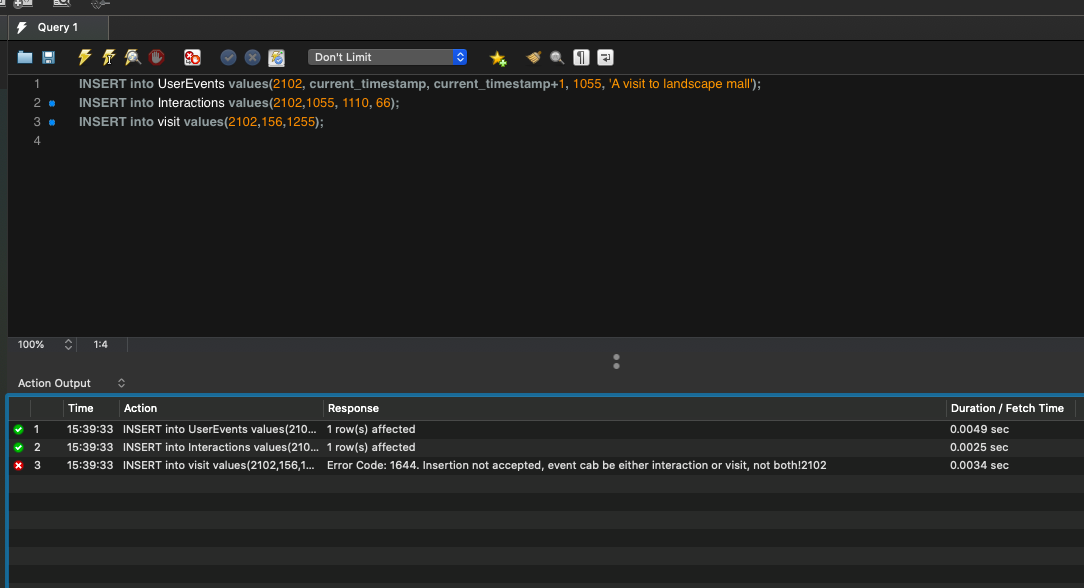 Query 1
Don't Limit
1 INSERT into UserEvents values(2102, current_timestamp, current_timestamp+1, 1055, 'A visit to landscape mall');
2 INSERT into Interactions values(2102,1055, 1110, 66);
3 INSERT into visit values(2102,156,1255);
4
100% 1:4
Action Output
Time Action Response Duration / Fetch Time
1 15:39:33 INSERT into UserEvents values(210... 1 row(s) affected 0.0049 sec
2 15:39:33 INSERT into Interactions values(210... 1 row(s) affected 0.0025 sec
3 15:39:33 INSERT into visit values(2102,156,1... Error Code: 1644. Insertion not accepted, event cab be either interaction or visit, not both!2102 0.0034 sec